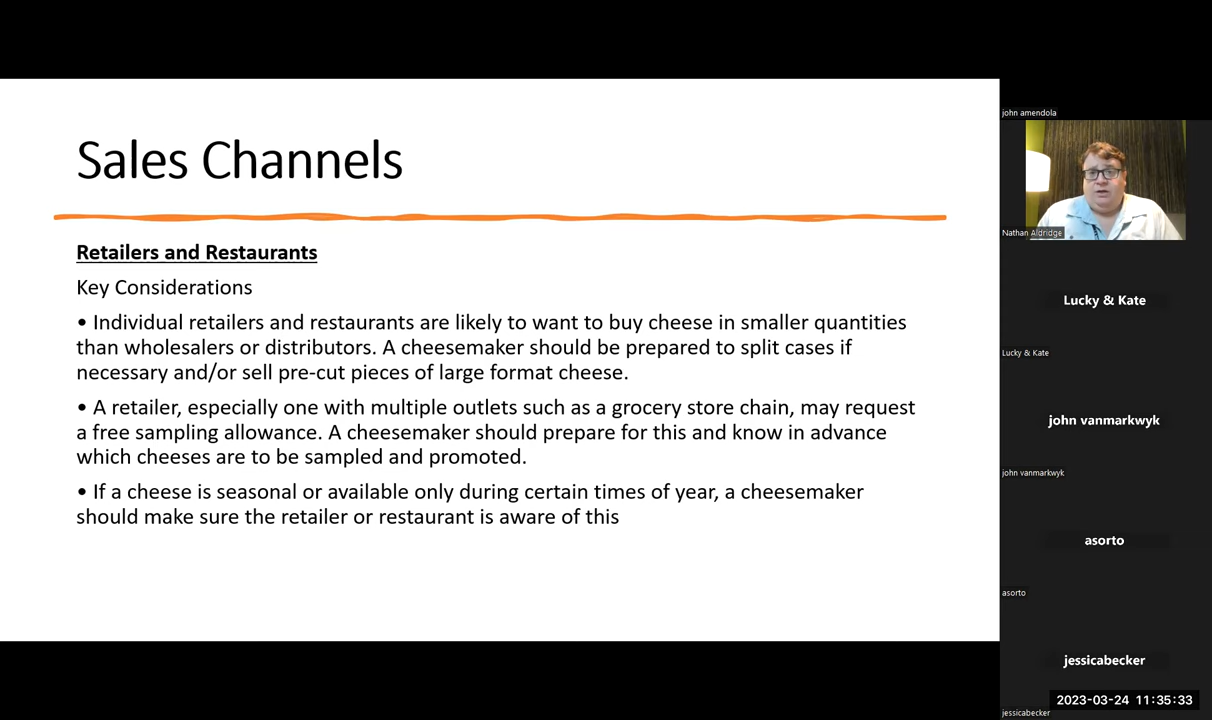 Sales Channels
Retailers and Restaurants
Key Considerations
• Individual retailers and restaurants are likely to want to buy cheese in smaller quantities
than wholesalers or distributors. A cheesemaker should be prepared to split cases if
necessary and/or sell pre-cut pieces of large format cheese.
• A retailer, especially one with multiple outlets such as a grocery store chain, may request
a free sampling allowance. A cheesemaker should prepare for this and know in advance
which cheeses are to be sampled and promoted.
• If a cheese is seasonal or available only during certain times of year, a cheesemaker
should make sure the retailer or restaurant is aware of this
john amendola
Nathan Aldridge
Lucky & Kate
Lucky & Kate
john vanmarkwyk
john vanmarkwyk
asorto
asorto
jessicabecker
2023-03-24 11:35:33
jessicabecker